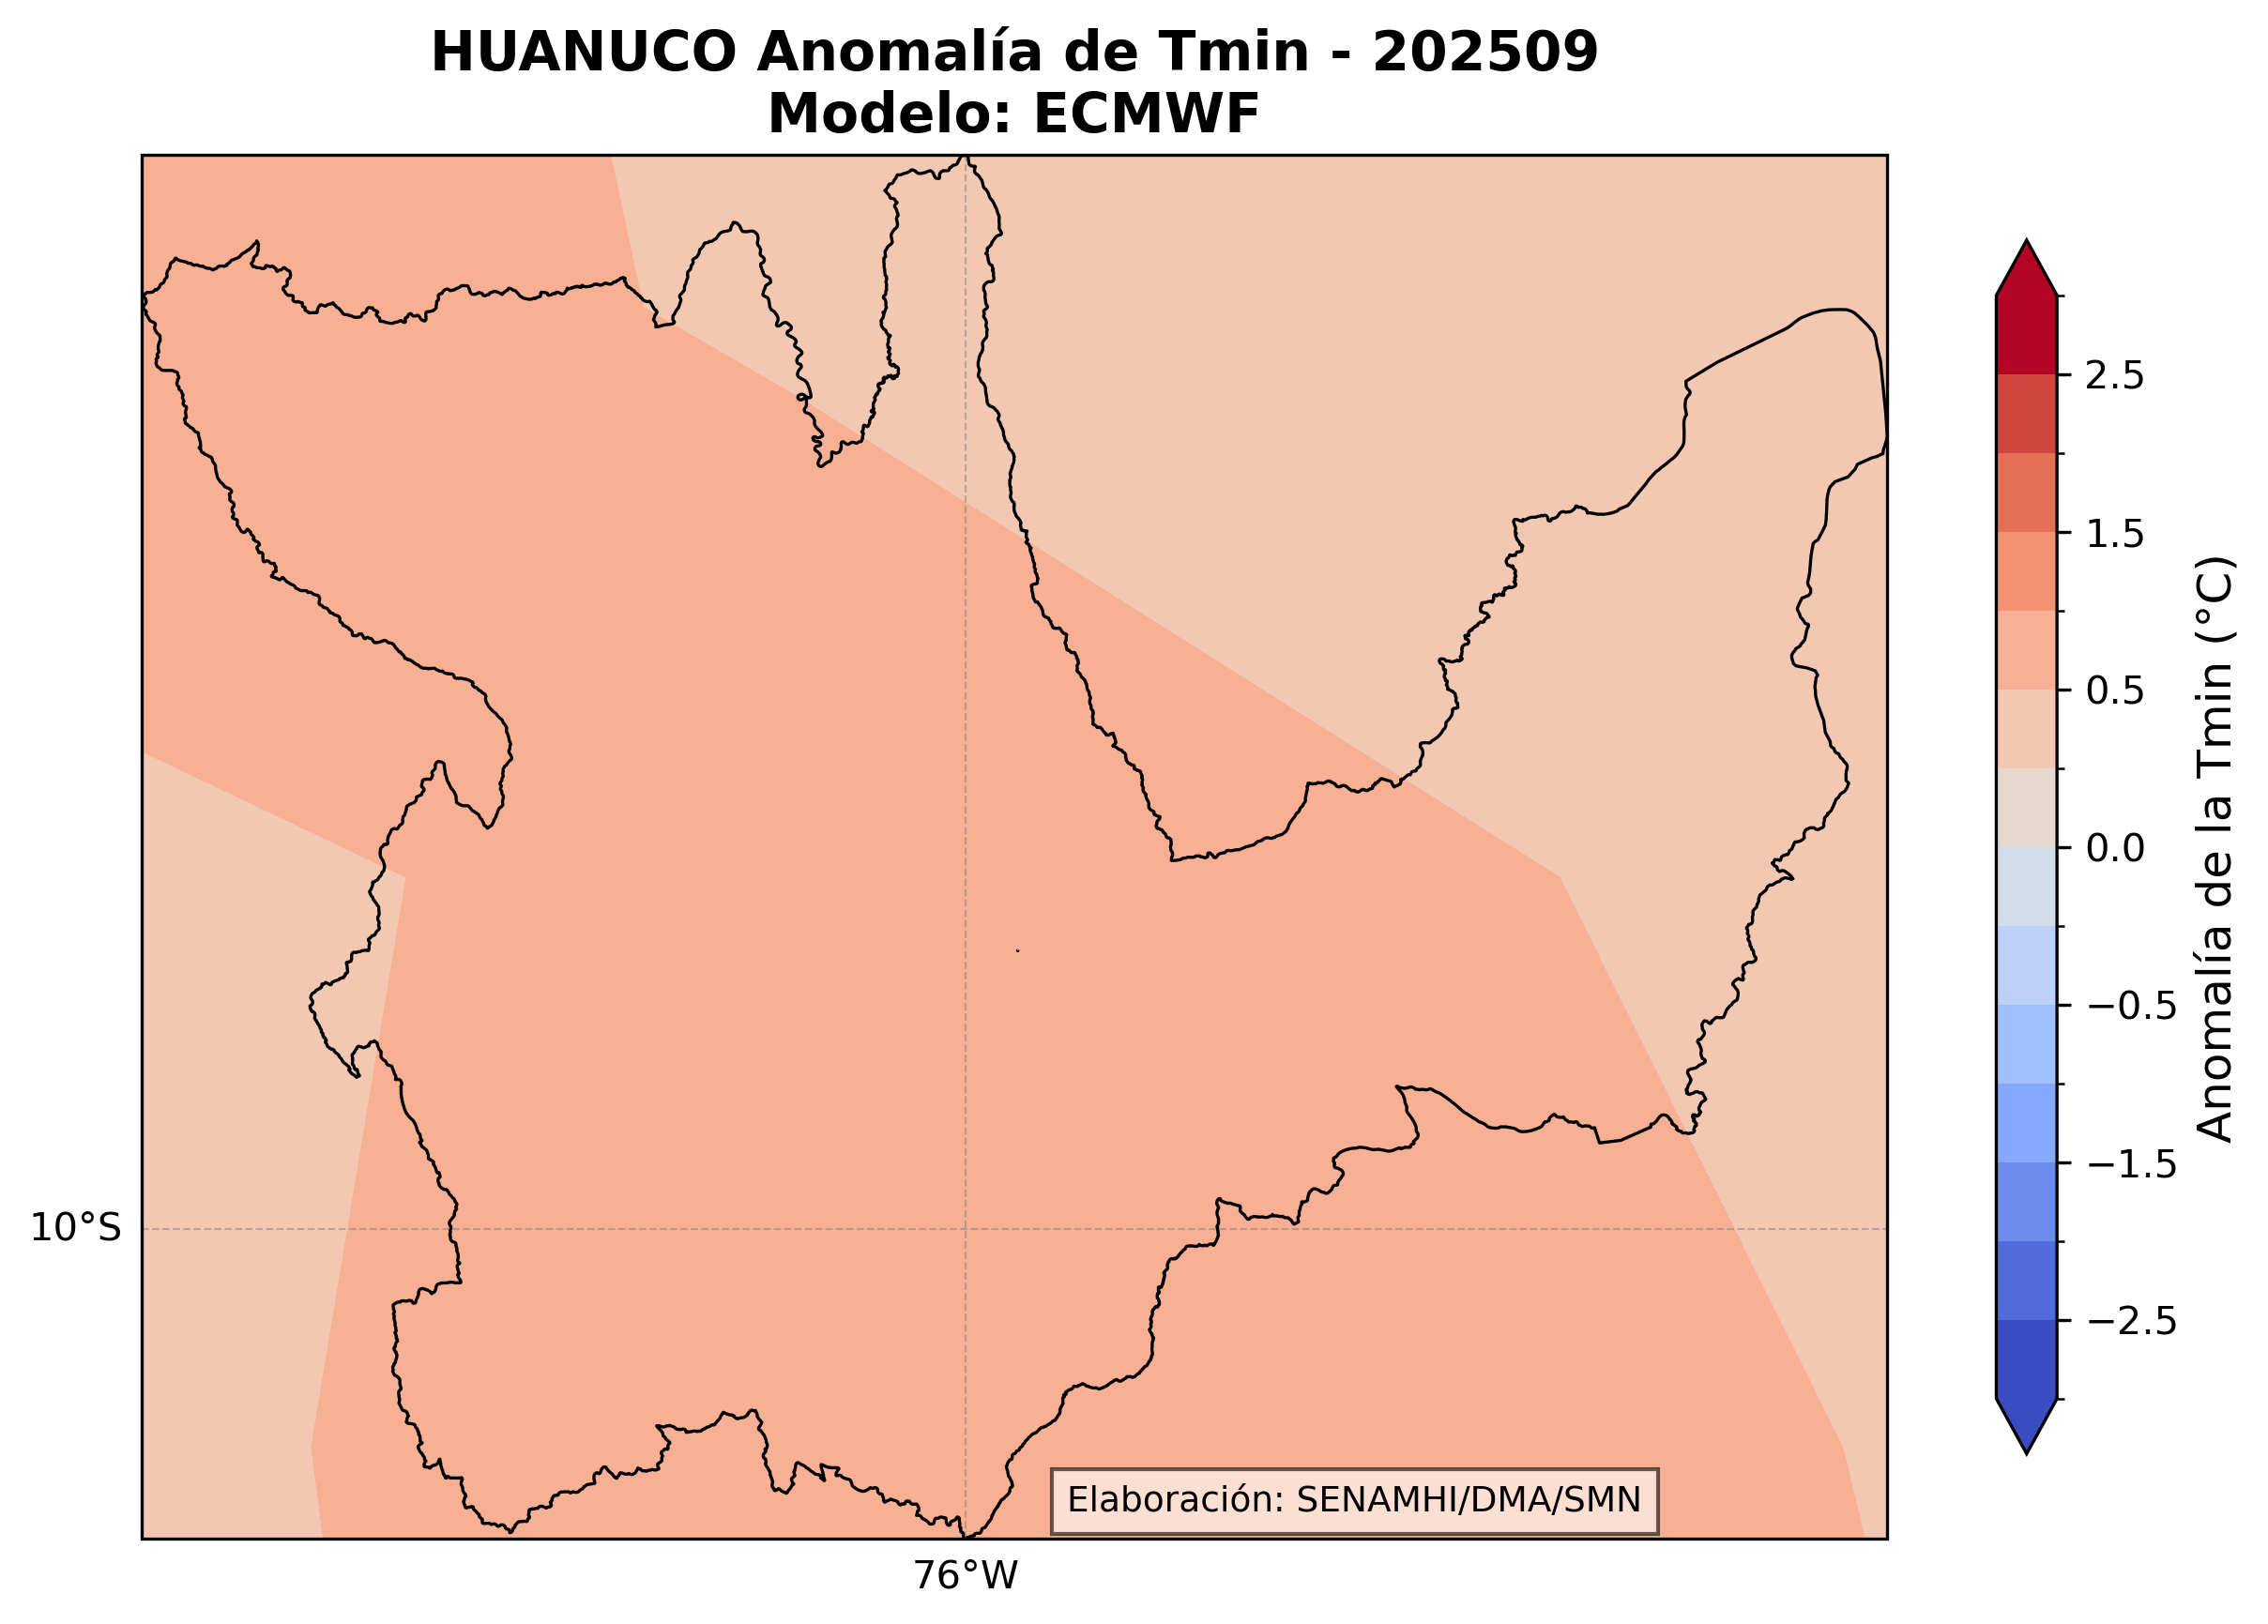 HUANUCO Anomalía de Tmin - 202509
Modelo: ECMWF
2.5
1.5
0.5
0.0
−0.5
−1.5
−2.5
Anomalía de la Tmin (°C)
10°S
Elaboración: SENAMHI/DMA/SMN
76°W